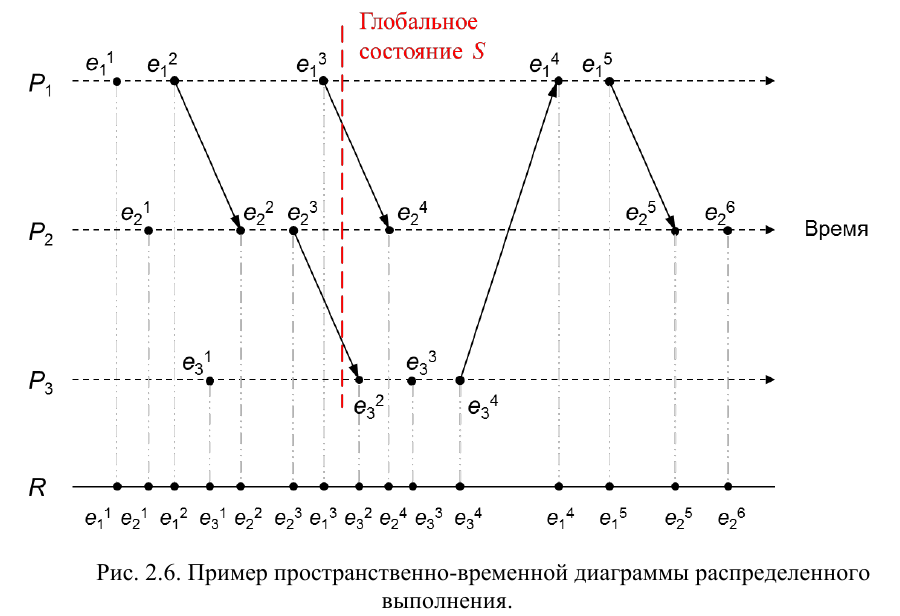 Глобальное
состояние S
e₁¹ e₁² e₁³ e₁⁴ e₁⁵
P₁
e₂¹ e₂² e₂³ e₂⁴ e₂⁵ e₂⁶
P₂ Время
e₃¹ e₃³
P₃
e₃² e₃⁴
R
e₁¹ e₂¹ e₁² e₃¹ e₂² e₂³ e₁³ e₃² e₂⁴ e₃³ e₃⁴ e₁⁴ e₁⁵ e₂⁵ e₂⁶
Рис. 2.6. Пример пространственно-временной диаграммы распределенного
выполнения.